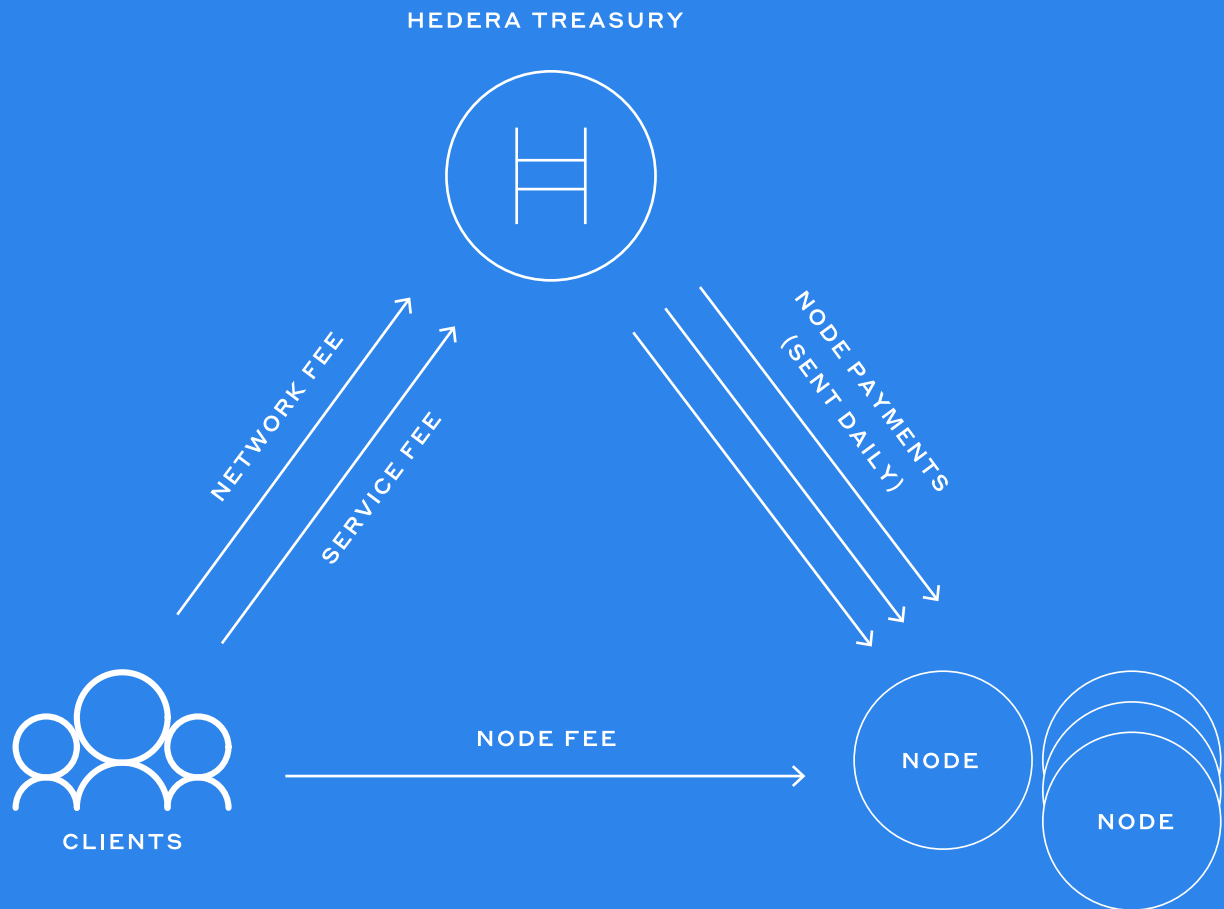 HEDERA TREASURY
NETWORK FEE
SERVICE FEE
NODE PAYMENTS
(SENT DAILY)
NODE FEE
NODE
NODE
CLIENTS